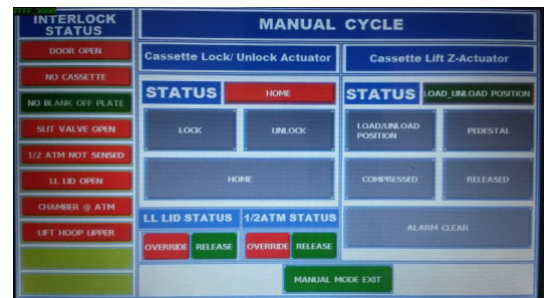 FFFF.3000
INTERLOCK
STATUS
DOOR OPEN
NO CASSETTE
NO BLANK OFF PLATE
SLIT VALVE OPEN
1/2 ATM NOT SENSED
LL LID OPEN
CHAMBER @ ATM
LIFT HOOP UPPER
MANUAL CYCLE
Cassette Lock/ Unlock Actuator
STATUS
HOME
LOCK
UNLOCK
HOME
LL LID STATUS
1/2ATM STATUS
OVERRIDE
RELEASE
OVERRIDE
RELEASE
Cassette Lift Z-Actuator
STATUS
LOAD_UNLOAD POSITION
LOAD/UNLOAD
POSITION
PEDESTAL
COMPRESSED
RELEASED
ALARM CLEAR
MANUAL MODE EXIT